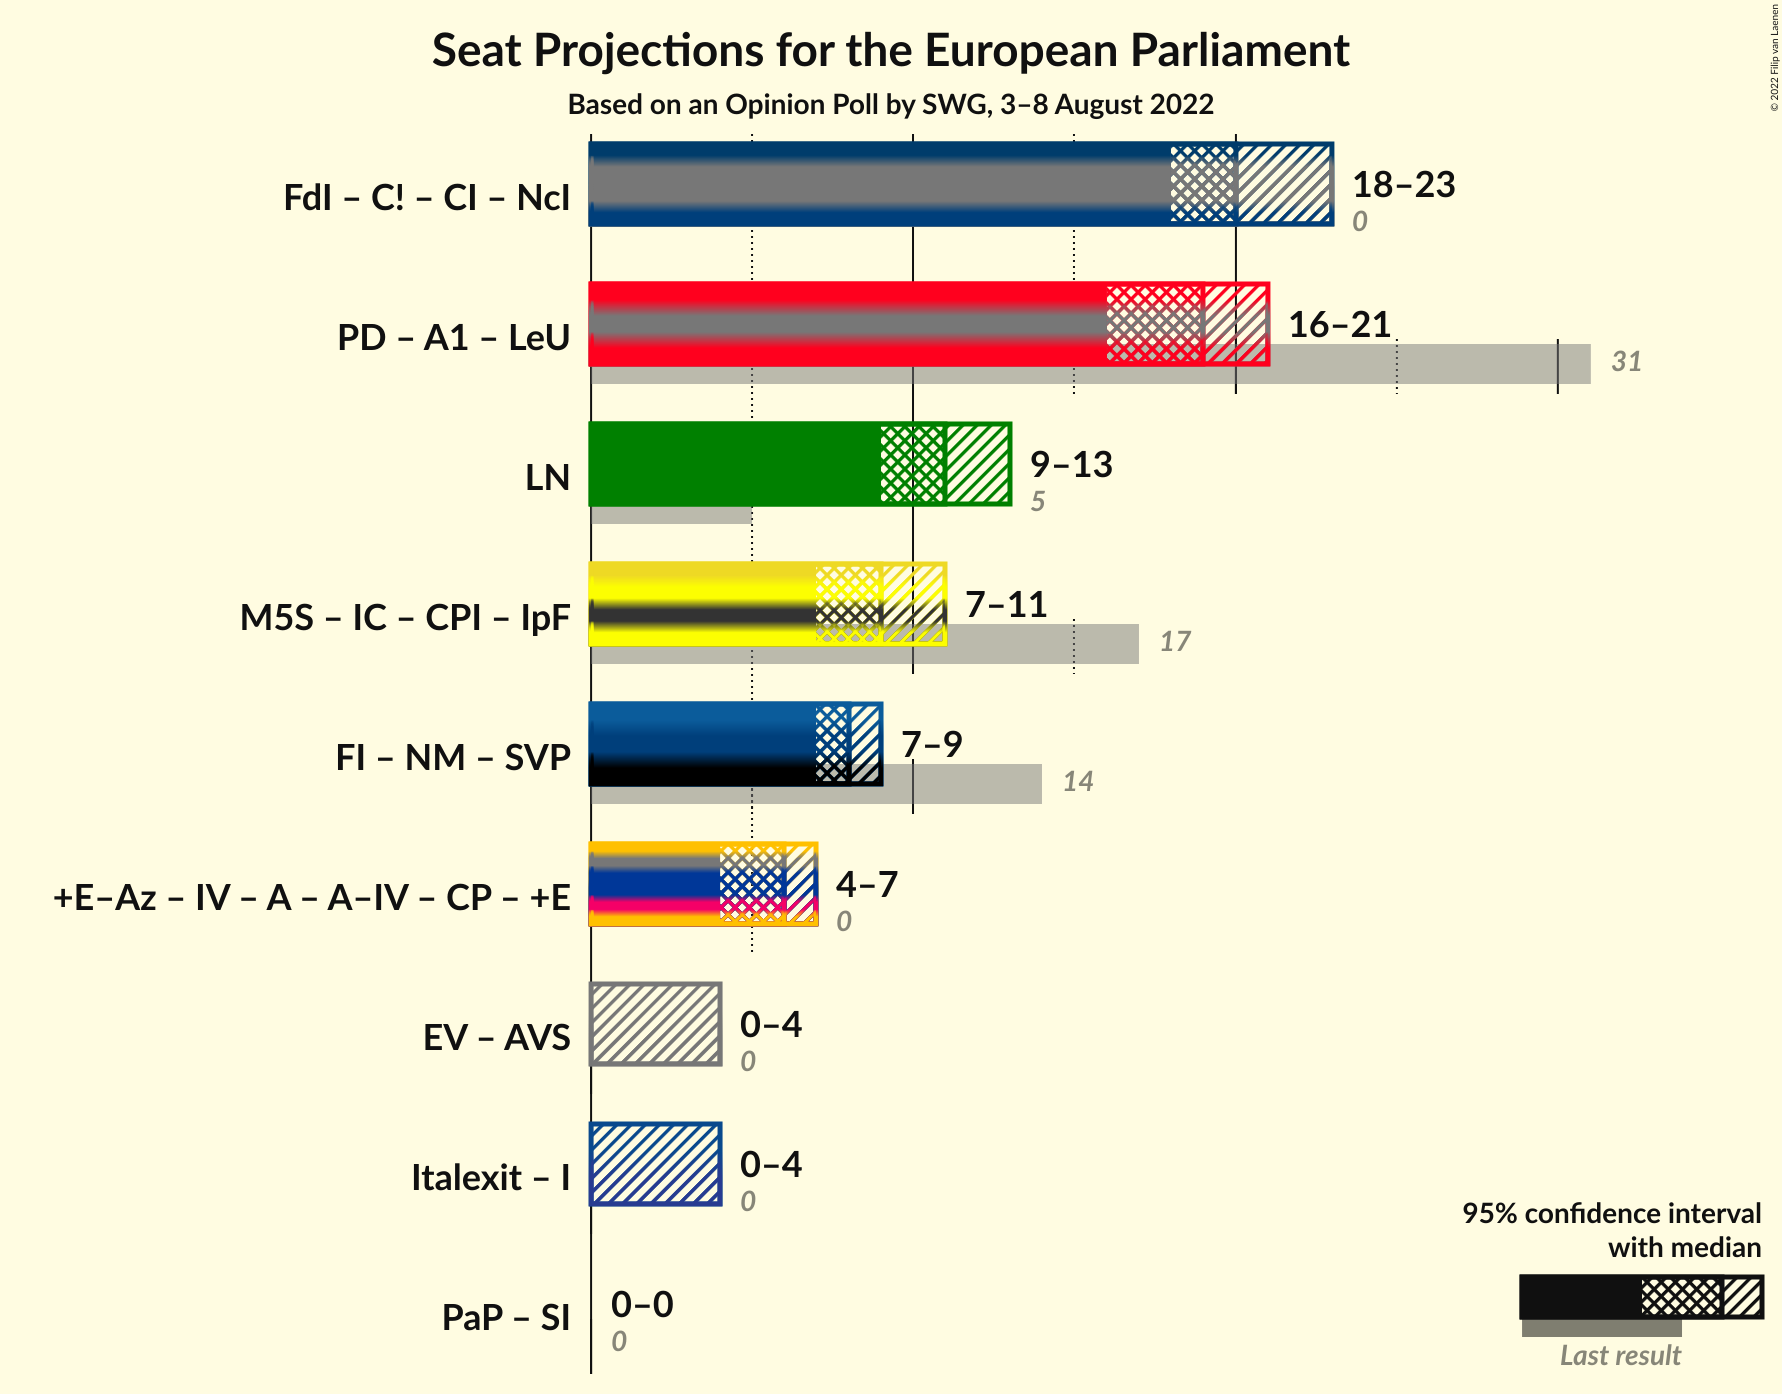 Seat Projections for the European Parliament
Based on an Opinion Poll by SWG, 3–8 August 2022
© 2022 Filip van Laenen
FdI – C! – CI – NcI
18–23
0
PD – A1 – LeU
16–21
31
LN
9–13
5
M5S – IC – CPI – IpF
7–11
17
FI – NM – SVP
7–9
14
+E–Az – IV – A – A–IV – CP – +E
4–7
0
EV – AVS
0–4
0
Italexit – I
0–4
0
PaP – SI
0–0
0
95% confidence interval
with median
Last result